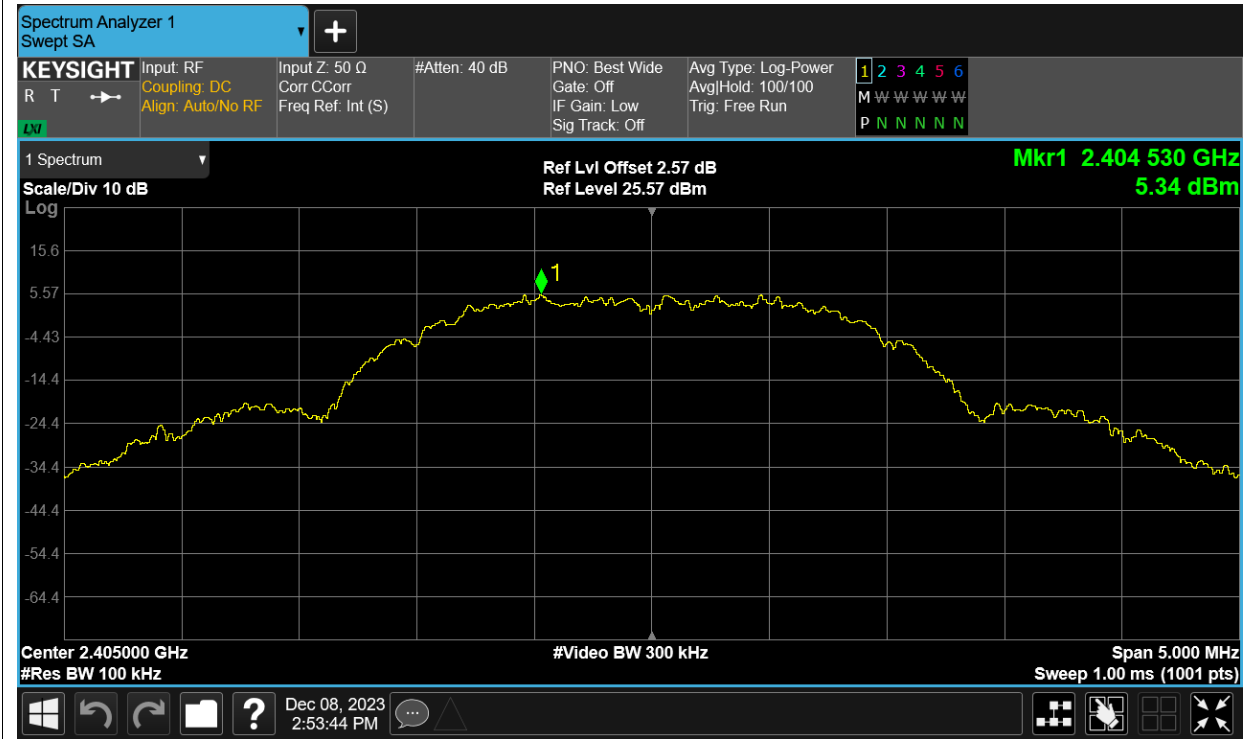 Spectrum Analyzer 1
Swept SA
+
KEYSIGHT
R T
LXI
Input: RF
Coupling: DC
Align: Auto/No RF
Input Z: 50 Ω
Corr CCorr
Freq Ref: Int (S)
#Atten: 40 dB
PNO: Best Wide
Gate: Off
IF Gain: Low
Sig Track: Off
Avg Type: Log-Power
Avg|Hold: 100/100
Trig: Free Run
1 2 3 4 5 6
M W W W W W
P N N N N N
1 Spectrum
Scale/Div 10 dB
Log
Ref Lvl Offset 2.57 dB
Ref Level 25.57 dBm
Mkr1 2.404 530 GHz
5.34 dBm
1
15.6
5.57
-4.43
-14.4
-24.4
-34.4
-44.4
-54.4
-64.4
Center 2.405000 GHz
#Video BW 300 kHz
Span 5.000 MHz
#Res BW 100 kHz
Sweep 1.00 ms (1001 pts)
?
Dec 08, 2023
2:53:44 PM